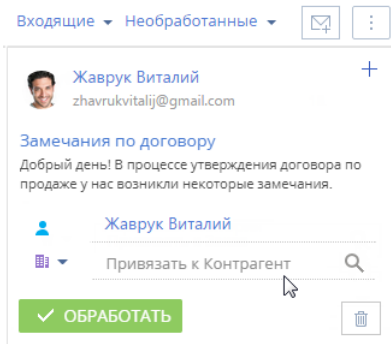 Входящие Необработанные
Жаврук Виталий
zhavrukvitalij@gmail.com
Замечания по договору
Добрый день! В процессе утверждения договора по
продаже у нас возникли некоторые замечания.
Жаврук Виталий
Привязать к Контрагент
ОБРАБОТАТЬ